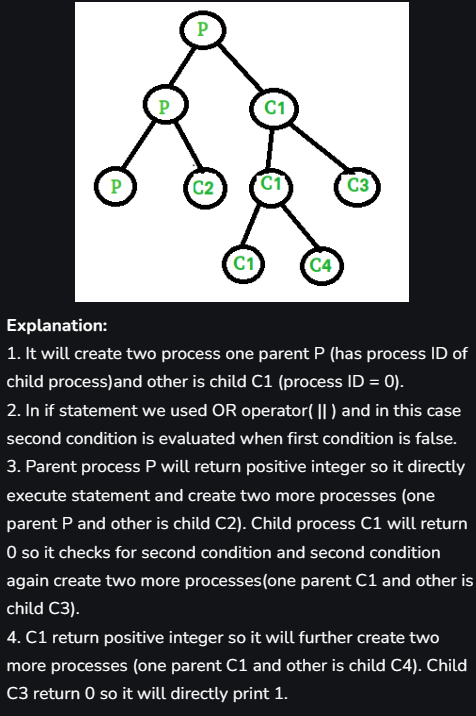 P
P
C1
P
C2
C1
C3
C1
C4
Explanation:
1. It will create two process one parent P (has process ID of
child process)and other is child C1 (process ID = 0).
2. In if statement we used OR operator( || ) and in this case
second condition is evaluated when first condition is false.
3. Parent process P will return positive integer so it directly
execute statement and create two more processes (one
parent P and other is child C2). Child process C1 will return
0 so it checks for second condition and second condition
again create two more processes(one parent C1 and other is
child C3).
4. C1 return positive integer so it will further create two
more processes (one parent C1 and other is child C4). Child
C3 return 0 so it will directly print 1.